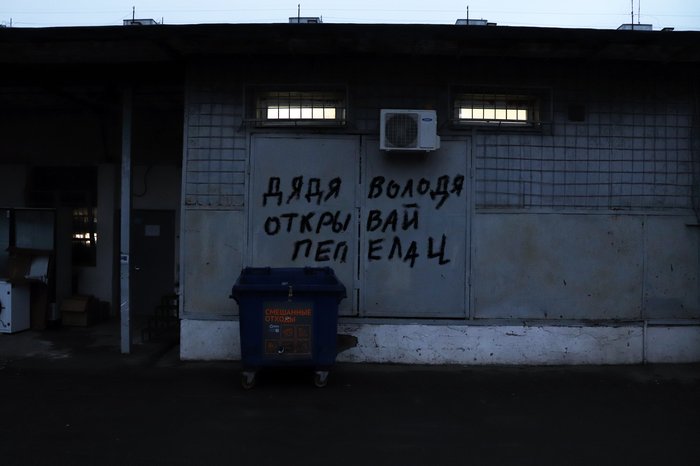 ДЯДЯ ВОЛОДЯ
ОТКРЫВАЙ
ПЕПЕЛАЦ
СМЕШАННЫЕ
ОТХОДЫ